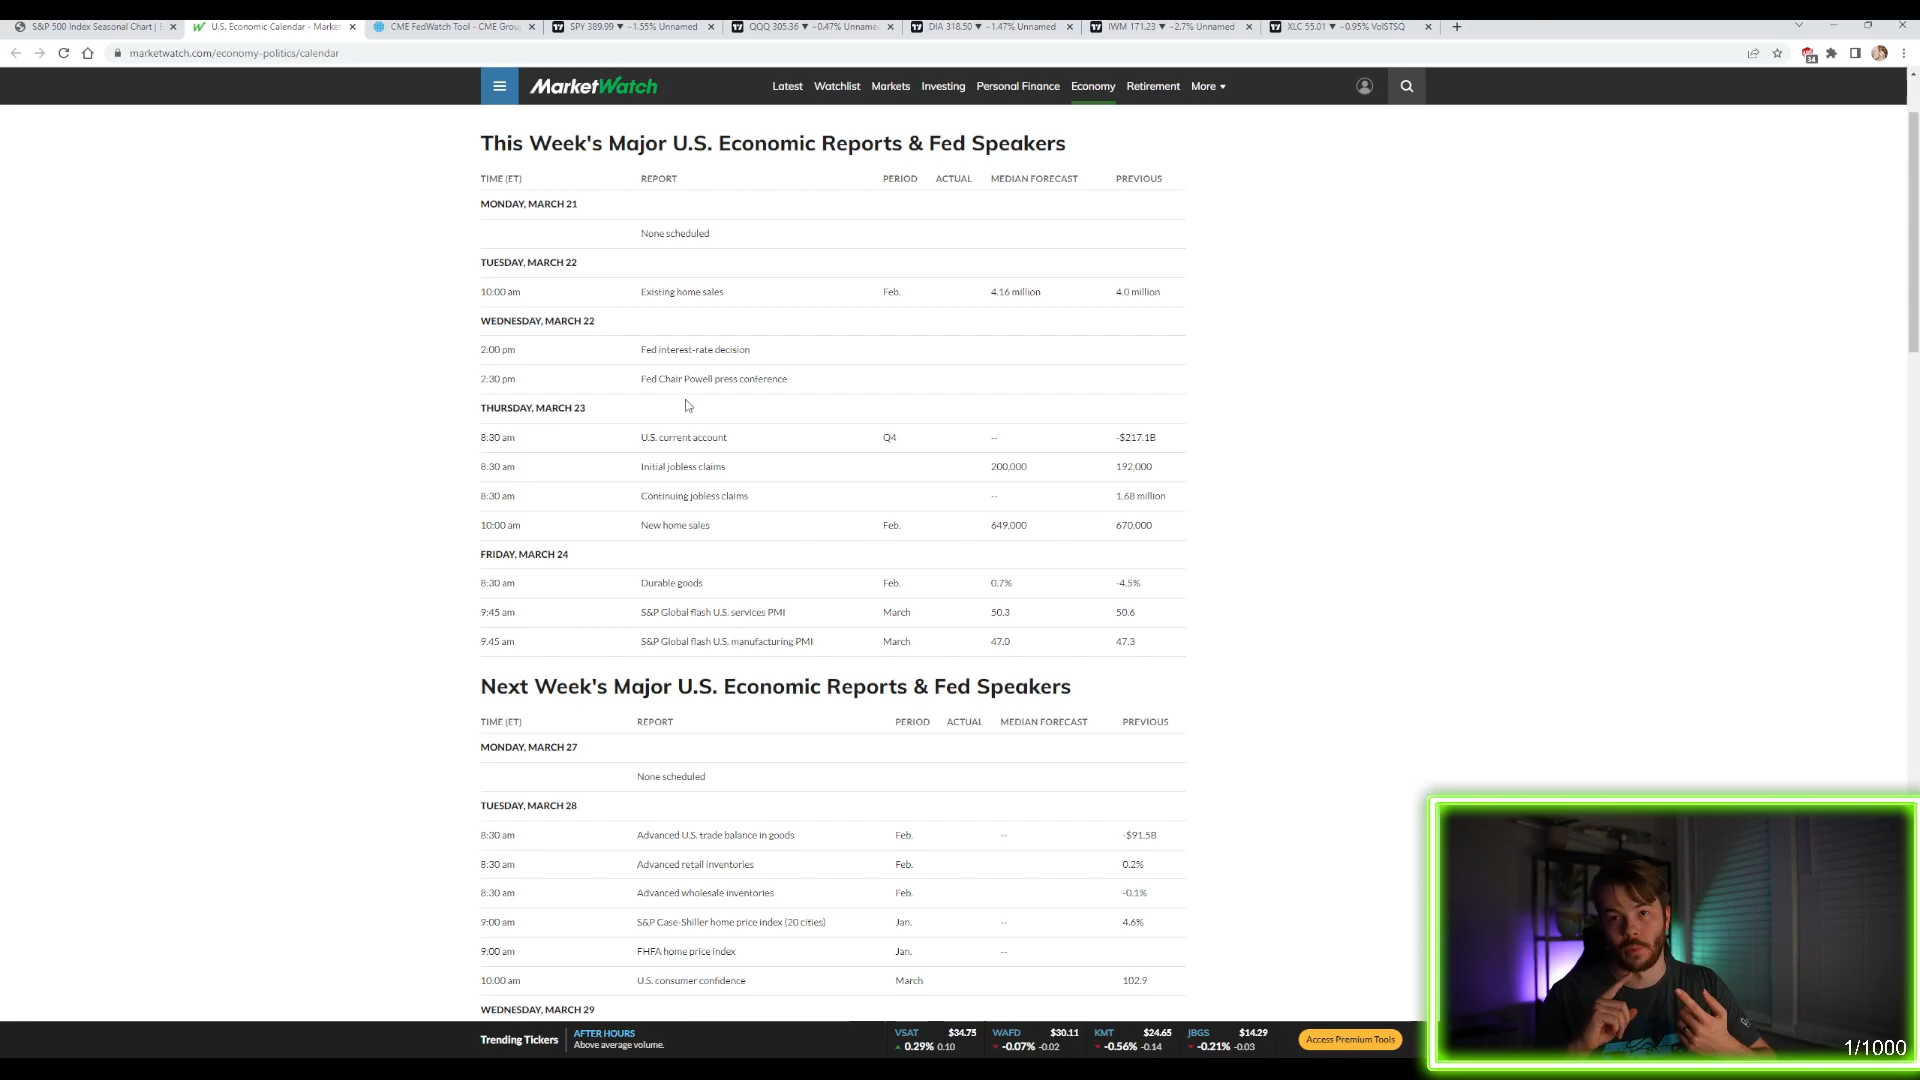 S&P 500 Index Seasonal Chart |
U.S. Economic Calendar - Market
CME FedWatch Tool - CME Group
SPY 389.99 ▼ −1.55% Unnamed
QQQ 305.36 ▼ −0.47% Unname
DIA 318.50 ▼ −1.47% Unnamed
IWM 171.23 ▼ −2.7% Unnamed
XLC 55.01 ▼ −0.95% VolSTSQ
marketwatch.com/economy-politics/calendar
34
MarketWatch
Latest Watchlist Markets Investing Personal Finance Economy Retirement More
This Week's Major U.S. Economic Reports & Fed Speakers
TIME (ET) REPORT PERIOD ACTUAL MEDIAN FORECAST PREVIOUS
MONDAY, MARCH 21
None scheduled
TUESDAY, MARCH 22
10:00 am Existing home sales Feb. 4.16 million 4.0 million
WEDNESDAY, MARCH 22
2:00 pm Fed interest-rate decision
2:30 pm Fed Chair Powell press conference
THURSDAY, MARCH 23
8:30 am U.S. current account Q4 -- -$217.1B
8:30 am Initial jobless claims 200,000 192,000
8:30 am Continuing jobless claims -- 1.68 million
10:00 am New home sales Feb. 649,000 670,000
FRIDAY, MARCH 24
8:30 am Durable goods Feb. 0.7% -4.5%
9:45 am S&P Global flash U.S. services PMI March 50.3 50.6
9.45 am S&P Global flash U.S. manufacturing PMI March 47.0 47.3
Next Week's Major U.S. Economic Reports & Fed Speakers
TIME (ET) REPORT PERIOD ACTUAL MEDIAN FORECAST PREVIOUS
MONDAY, MARCH 27
None scheduled
TUESDAY, MARCH 28
8:30 am Advanced U.S. trade balance in goods Feb. -- -$91.5B
8:30 am Advanced retail inventories Feb. 0.2%
8:30 am Advanced wholesale inventories Feb. -0.1%
9:00 am S&P Case-Shiller home price index (20 cities) Jan. -- 4.6%
9:00 am FHFA home price index Jan. --
10:00 am U.S. consumer confidence March 102.9
WEDNESDAY, MARCH 29
Trending Tickers
AFTER HOURS
Above average volume.
VSAT $34.75
0.29% 0.10
WAFD $30.11
-0.07% -0.02
KMT $24.65
-0.56% -0.14
JBGS $14.29
-0.21% -0.03
Access Premium Tools
1/1000